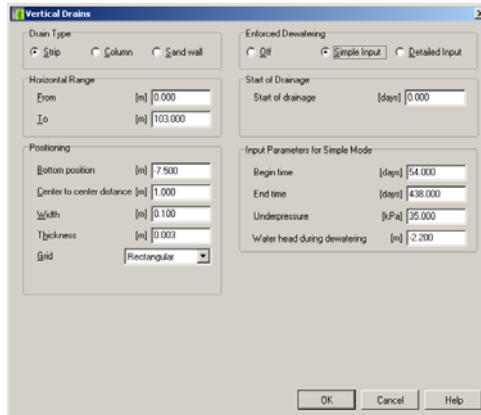 Vertical Drains
Drain Type
Strip Column Sand wall
Horizontal Range
From [m] 0.000
To [m] 103.000
Positioning
Bottom position [m] -7.500
Center to center distance [m] 1.000
Width [m] 0.100
Thickness [m] 0.003
Grid Rectangular
Enforced Dewatering
Off Simple Input Detailed Input
Start of Drainage
Start of drainage [days] 0.000
Input Parameters for Simple Mode
Begin time [days] 54.000
End time [days] 438.000
Underpressure [kPa] 35.000
Water head during dewatering [m] -2.200
OK Cancel Help